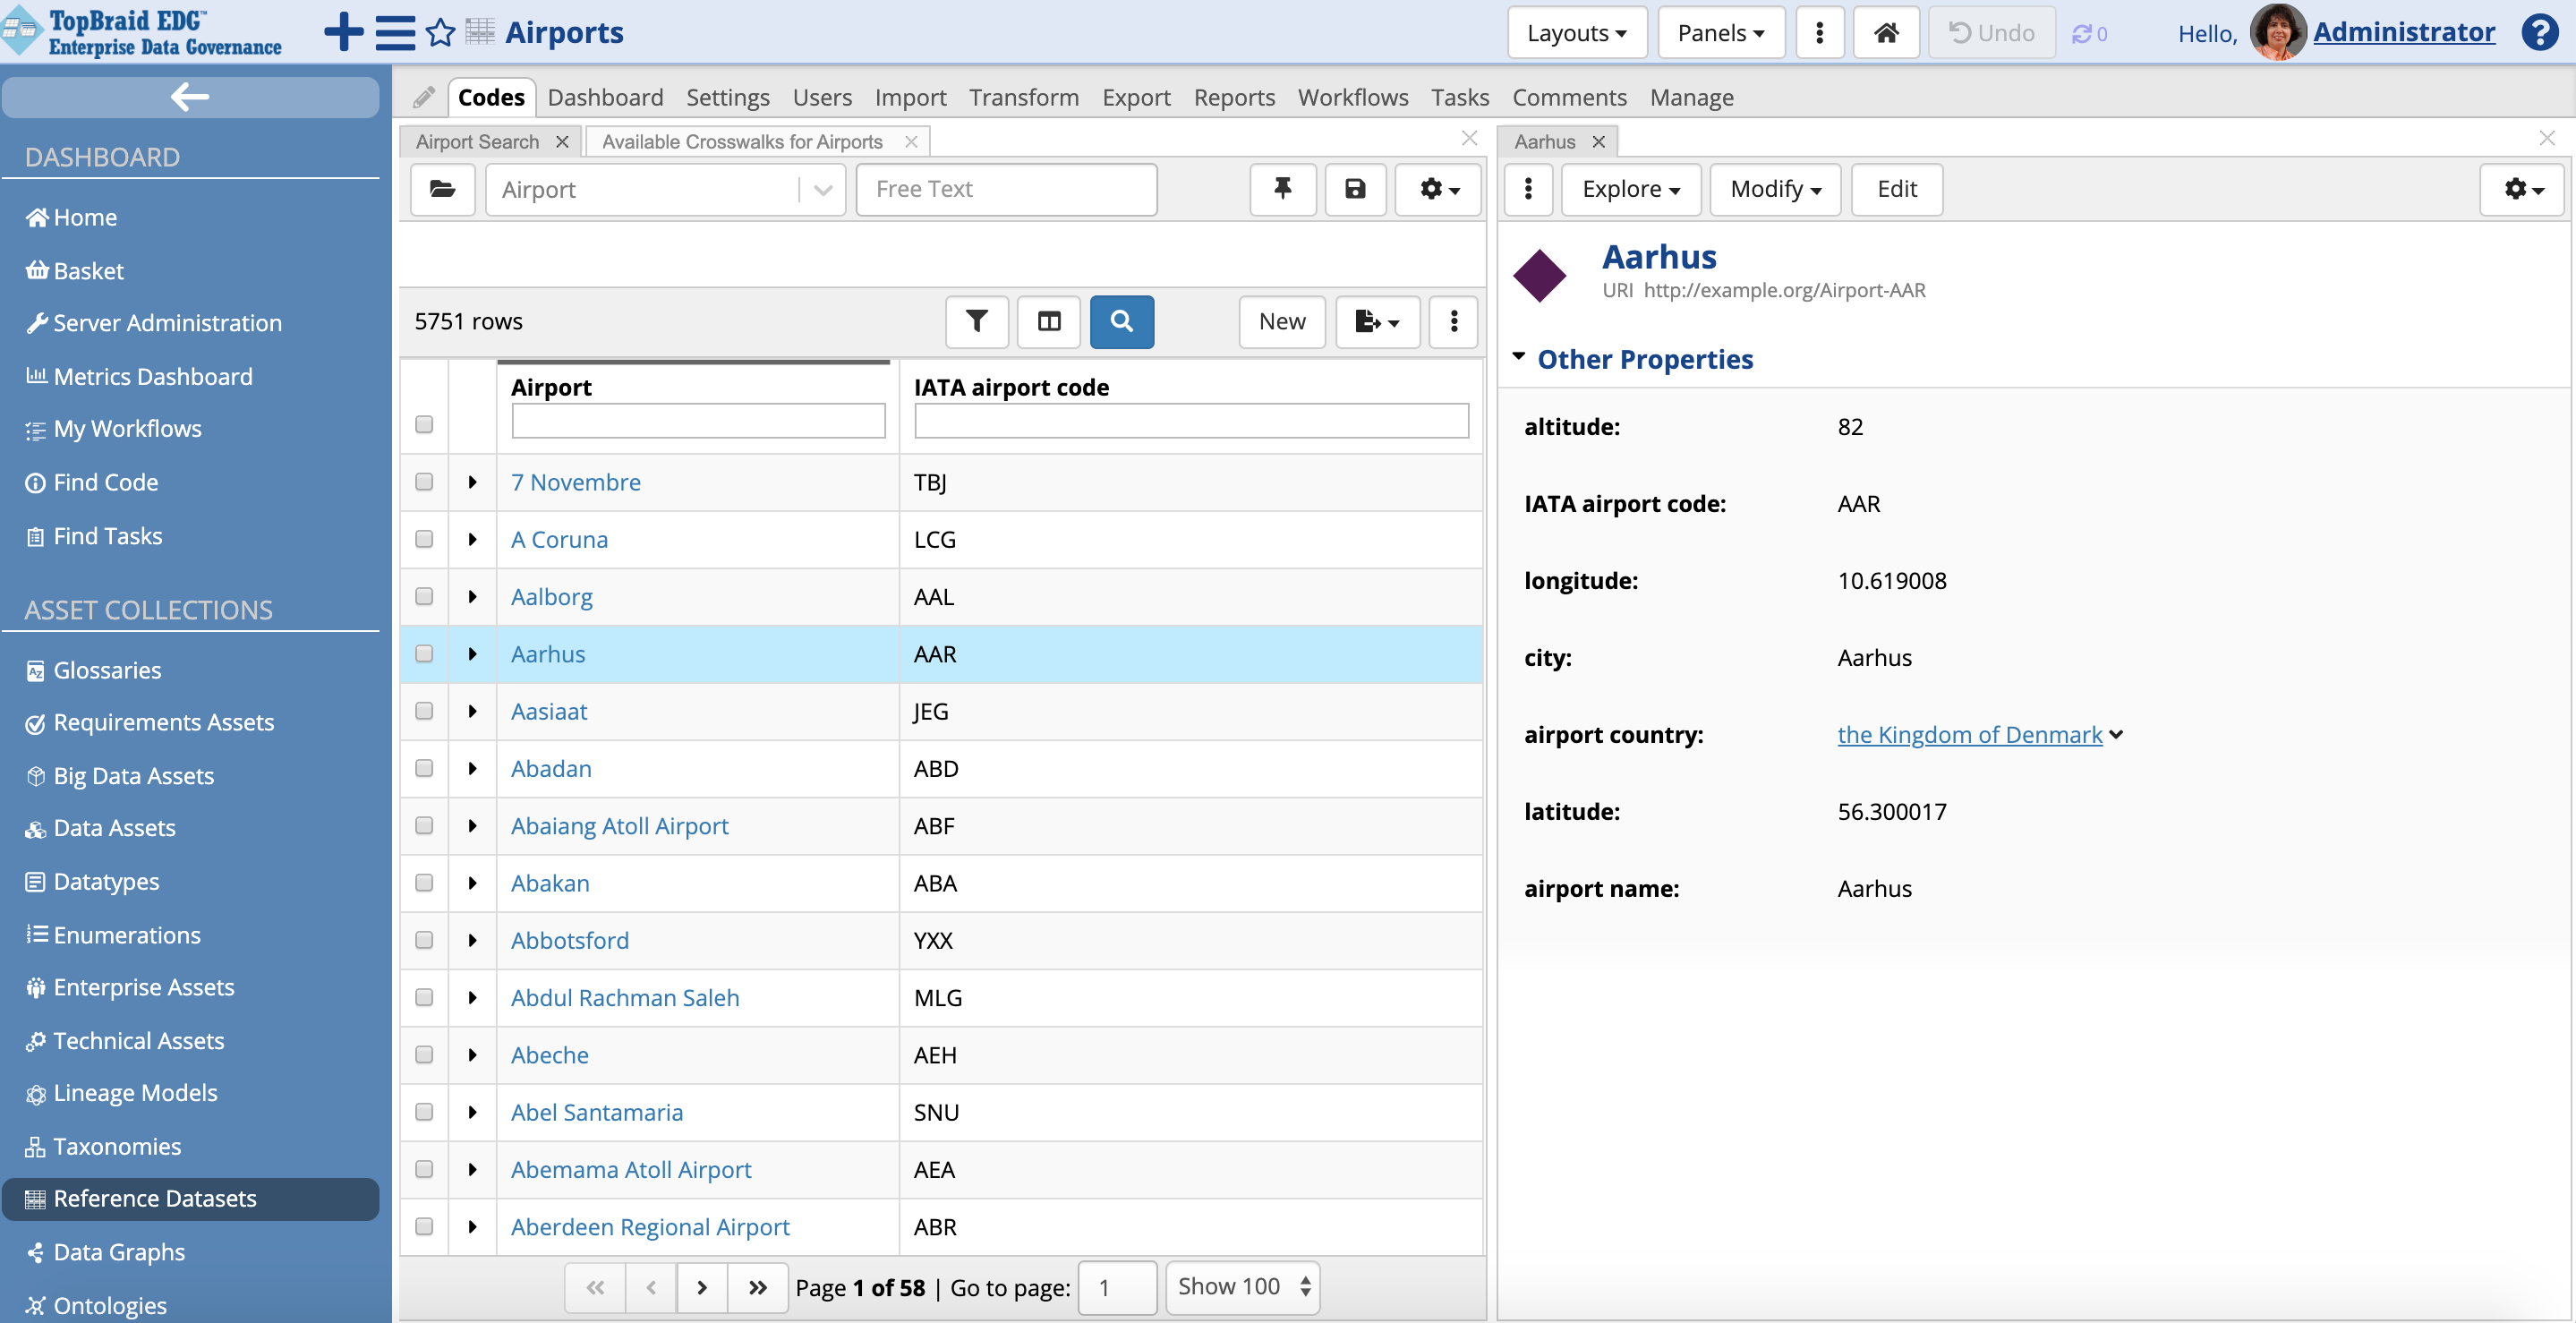 TopBraid EDG™
Enterprise Data Governance
Airports
Layouts
Panels
Undo
0
Hello,
Administrator
?
DASHBOARD
Home
Basket
Server Administration
Metrics Dashboard
My Workflows
Find Code
Find Tasks
ASSET COLLECTIONS
Glossaries
Requirements Assets
Big Data Assets
Data Assets
Datatypes
Enumerations
Enterprise Assets
Technical Assets
Lineage Models
Taxonomies
Reference Datasets
Data Graphs
Ontologies
Codes Dashboard Settings Users Import Transform Export Reports Workflows Tasks Comments Manage
Airport Search
Available Crosswalks for Airports
Airport
Free Text
5751 rows
New
Airport IATA airport code
7 Novembre TBJ
A Coruna LCG
Aalborg AAL
Aarhus AAR
Aasiaat JEG
Abadan ABD
Abaiang Atoll Airport ABF
Abakan ABA
Abbotsford YXX
Abdul Rachman Saleh MLG
Abeche AEH
Abel Santamaria SNU
Abemama Atoll Airport AEA
Aberdeen Regional Airport ABR
Page 1 of 58 | Go to page: 1 Show 100
Aarhus
Explore
Modify
Edit
Aarhus
URI http://example.org/Airport-AAR
Other Properties
altitude: 82
IATA airport code: AAR
longitude: 10.619008
city: Aarhus
airport country: the Kingdom of Denmark
latitude: 56.300017
airport name: Aarhus